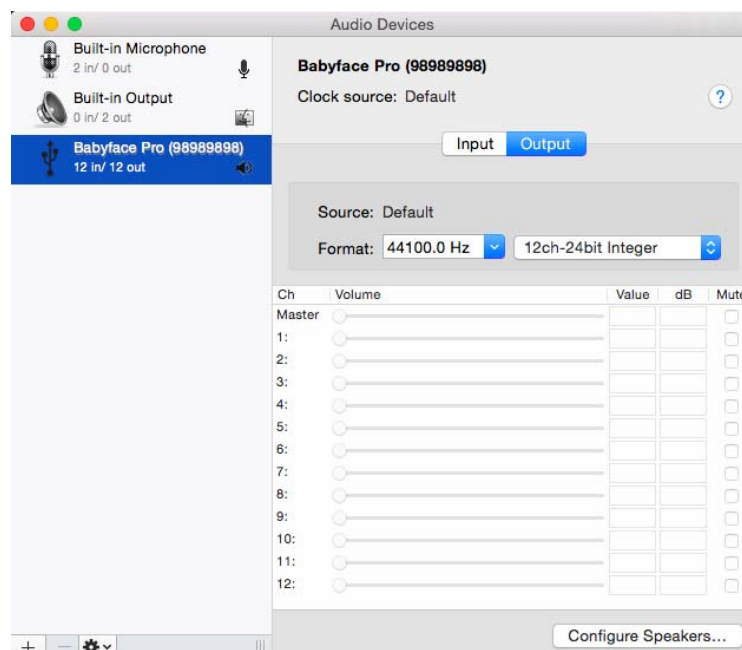 Audio Devices
Built-in Microphone
2 in/ 0 out
Built-in Output
0 in/ 2 out
Babyface Pro (98989898)
12 in/ 12 out
Babyface Pro (98989898)
Clock source: Default
?
Input Output
Source: Default
Format: 44100.0 Hz 12ch-24bit Integer
Ch Volume Value dB Mute
Master
1:
2:
3:
4:
5:
6:
7:
8:
9:
10:
11:
12:
Configure Speakers...